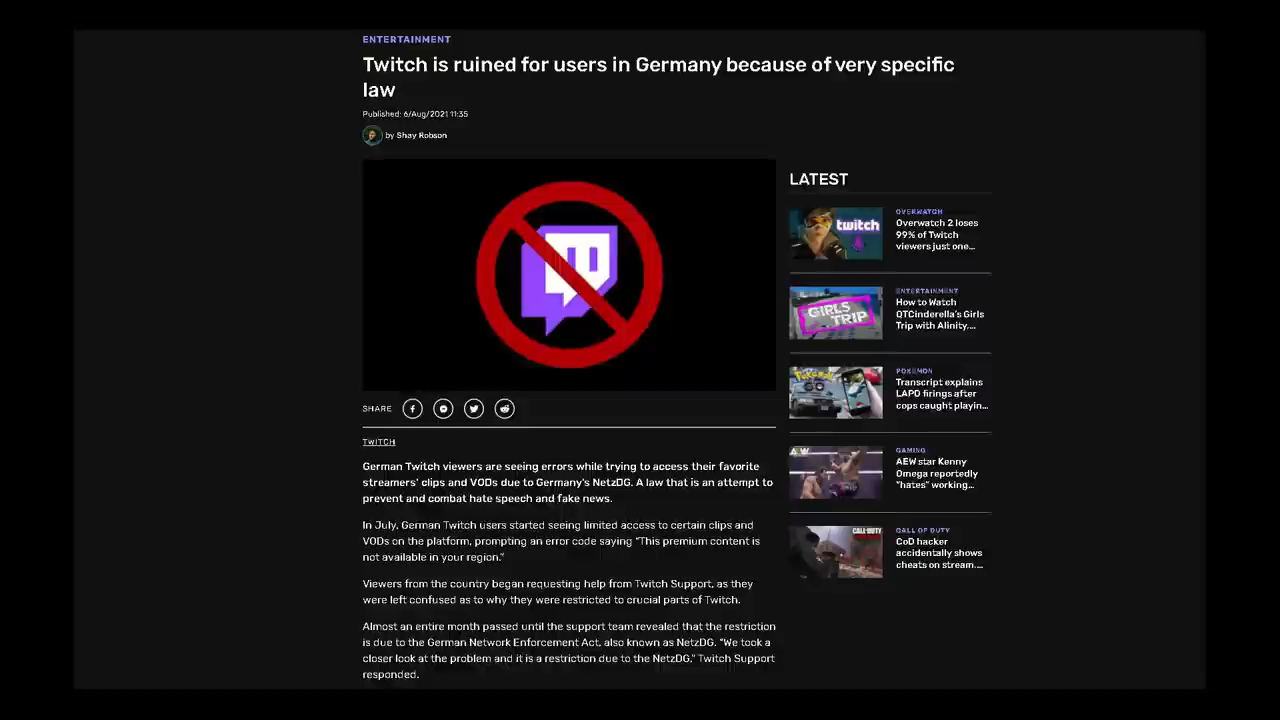 ENTERTAINMENT
Twitch is ruined for users in Germany because of very specific
law
Published: 6/Aug/2021 11:35
by Shay Robson
SHARE
TWITCH
German Twitch viewers are seeing errors while trying to access their favorite
streamers' clips and VODs due to Germany's NetzDG. A law that is an attempt to
prevent and combat hate speech and fake news.
In July, German Twitch users started seeing limited access to certain clips and
VODs on the platform, prompting an error code saying "This premium content is
not available in your region."
Viewers from the country began requesting help from Twitch Support, as they
were left confused as to why they were restricted to crucial parts of Twitch.
Almost an entire month passed until the support team revealed that the restriction
is due to the German Network Enforcement Act, also known as NetzDG. "We took a
closer look at the problem and it is a restriction due to the NetzDG," Twitch Support
responded.
LATEST
twitch
OVERWATCH
Overwatch 2 loses
99% of Twitch
viewers just one...
GIRLS
TRIP
ENTERTAINMENT
How to Watch
QTCinderella's Girls
Trip with Alinity,...
Pokémon
POKEMON
Transcript explains
LAPD firings after
cops caught playin...
AEW
GAMING
AEW star Kenny
Omega reportedly
"hates" working...
CALL OF DUTY
CALL OF DUTY
CoD hacker
accidentally shows
cheats on stream....